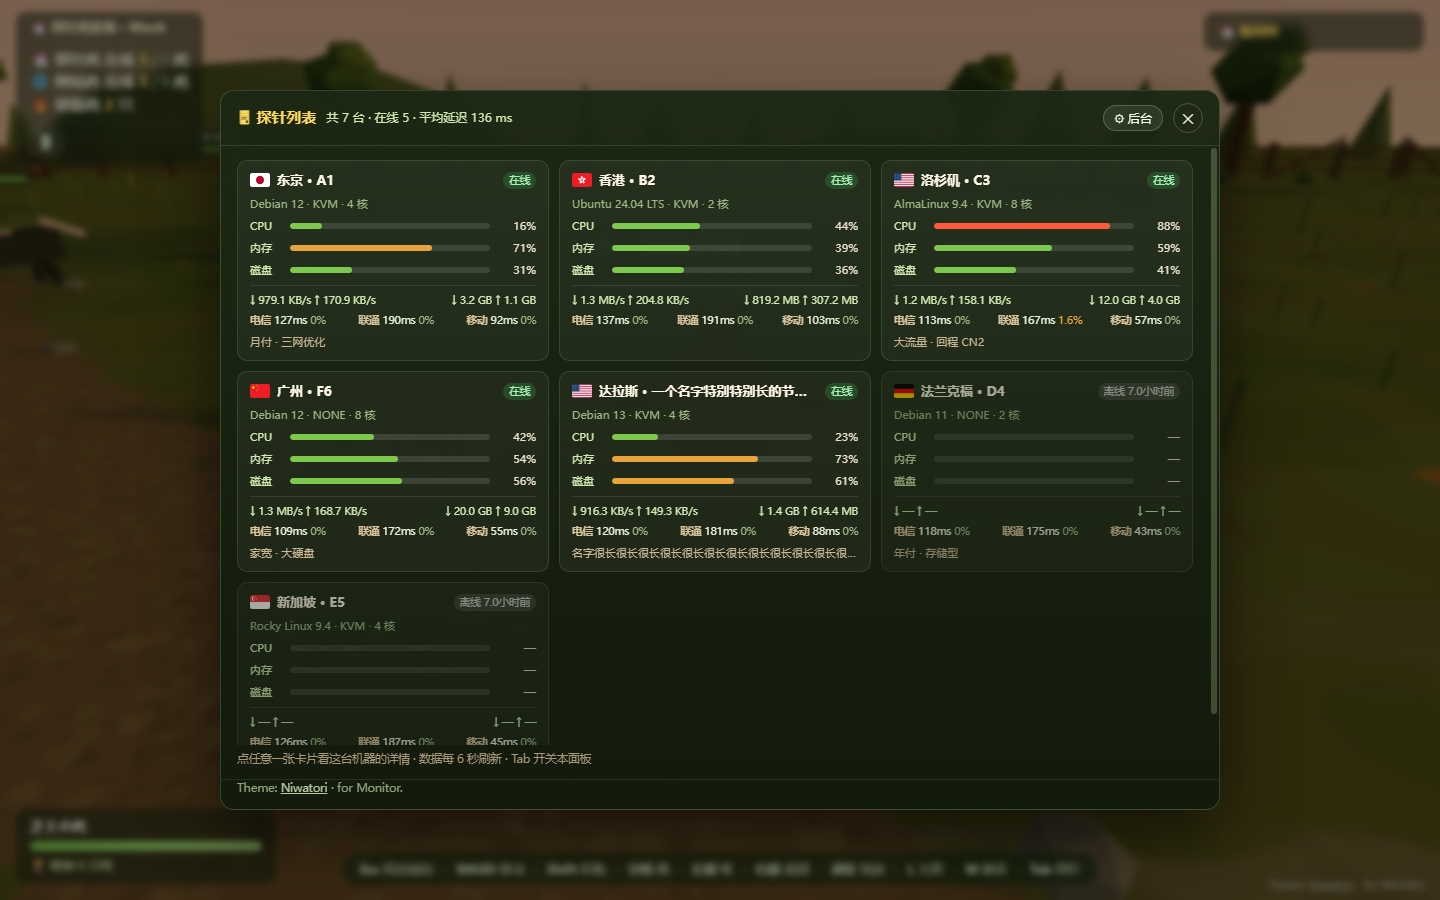 探针列表 共 7 台 · 在线 5 · 平均延迟 136 ms
后台
东京 • A1 在线
Debian 12 · KVM · 4 核
CPU 16%
内存 71%
磁盘 31%
↓ 979.1 KB/s ↑ 170.9 KB/s ↓ 3.2 GB ↑ 1.1 GB
电信 127ms 0% 联通 190ms 0% 移动 92ms 0%
月付 · 三网优化
香港 • B2 在线
Ubuntu 24.04 LTS · KVM · 2 核
CPU 44%
内存 39%
磁盘 36%
↓ 1.3 MB/s ↑ 204.8 KB/s ↓ 819.2 MB ↑ 307.2 MB
电信 137ms 0% 联通 191ms 0% 移动 103ms 0%
洛杉矶 • C3 在线
AlmaLinux 9.4 · KVM · 8 核
CPU 88%
内存 59%
磁盘 41%
↓ 1.2 MB/s ↑ 158.1 KB/s ↓ 12.0 GB ↑ 4.0 GB
电信 113ms 0% 联通 167ms 1.6% 移动 57ms 0%
大流量 · 回程 CN2
广州 • F6 在线
Debian 12 · NONE · 8 核
CPU 42%
内存 54%
磁盘 56%
↓ 1.3 MB/s ↑ 168.7 KB/s ↓ 20.0 GB ↑ 9.0 GB
电信 109ms 0% 联通 172ms 0% 移动 55ms 0%
家宽 · 大硬盘
达拉斯 • 一个名字特别特别长的节... 在线
Debian 13 · KVM · 4 核
CPU 23%
内存 73%
磁盘 61%
↓ 916.3 KB/s ↑ 149.3 KB/s ↓ 1.4 GB ↑ 614.4 MB
电信 120ms 0% 联通 181ms 0% 移动 88ms 0%
名字很长很长很长很长很长很长很长很长很长很长很长很...
法兰克福 • D4 离线 7.0小时前
Debian 11 · NONE · 2 核
CPU —
内存 —
磁盘 —
↓ — ↑ — ↓ — ↑ —
电信 118ms 0% 联通 175ms 0% 移动 43ms 0%
年付 · 存储型
新加坡 • E5 离线 7.0小时前
Rocky Linux 9.4 · KVM · 4 核
CPU —
内存 —
磁盘 —
↓ — ↑ — ↓ — ↑ —
电信 126ms 0% 联通 187ms 0% 移动 45ms 0%
点任意一张卡片看这台机器的详情 · 数据每 6 秒刷新 · Tab 开关本面板
Theme: Niwatori · for Monitor.